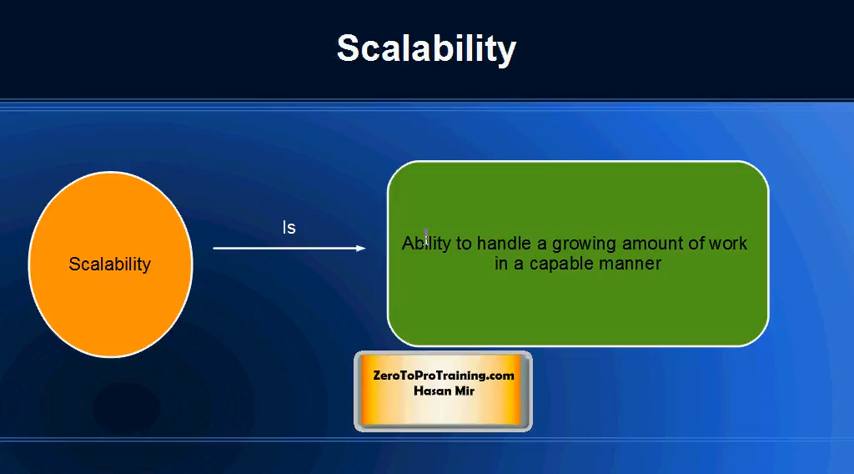 Scalability
Scalability
Is
Ability to handle a growing amount of work
in a capable manner
ZeroToProTraining.com
Hasan Mir